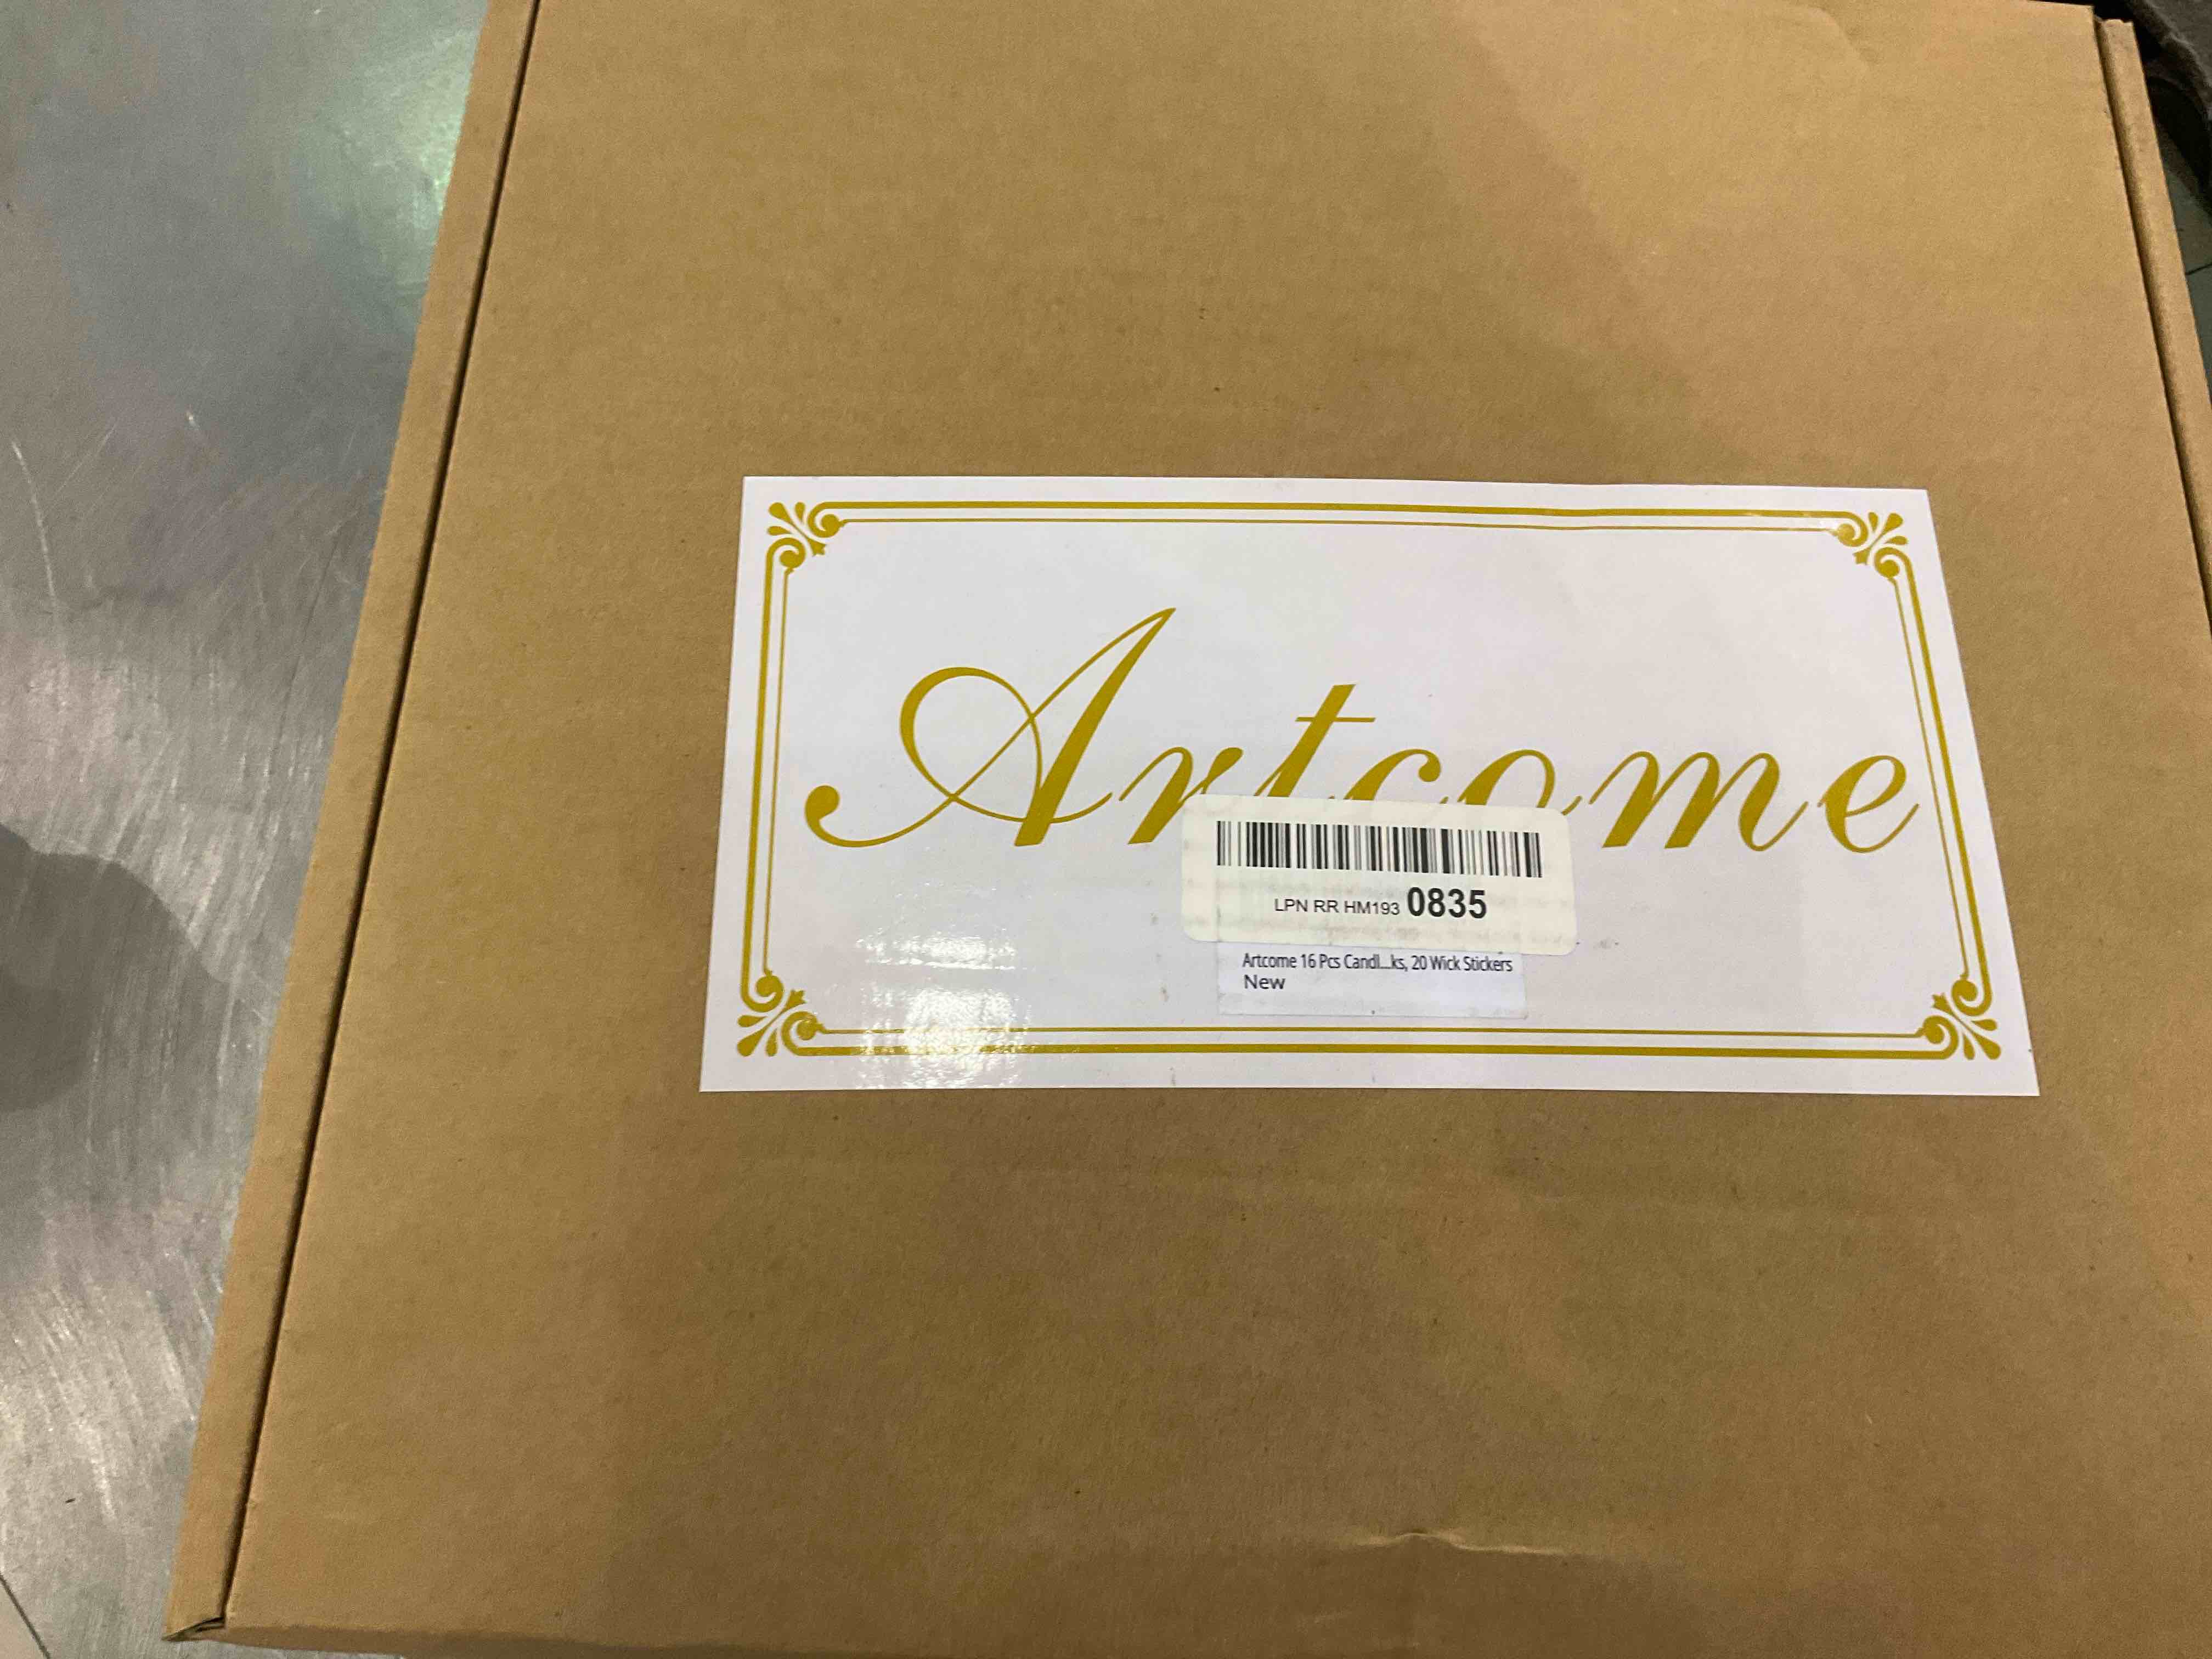 Artcome
LPN RR HM193 0835
Artcome 16 Pcs Candl...ks, 20 Wick Stickers
New